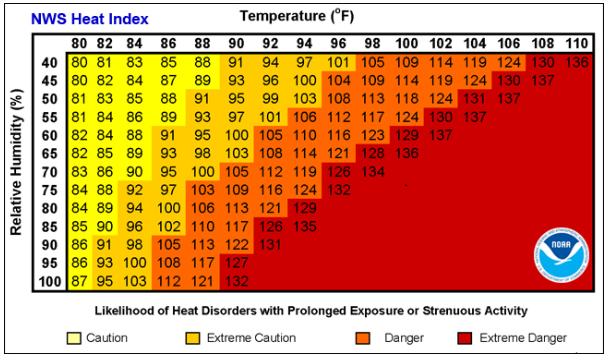 NWS Heat Index Temperature (°F)
80 82 84 86 88 90 92 94 96 98 100 102 104 106 108 110
40 80 81 83 85 88 91 94 97 101 105 109 114 119 124 130 136
45 80 82 84 87 89 93 96 100 104 109 114 119 124 130 137
50 81 83 85 88 91 95 99 103 108 113 118 124 131 137
55 81 84 86 89 93 97 101 106 112 117 124 130 137
60 82 84 88 91 95 100 105 110 116 123 129 137
65 82 85 89 93 98 103 108 114 121 128 136
70 83 86 90 95 100 105 112 119 126 134
75 84 88 92 97 103 109 116 124 132
80 84 89 94 100 106 113 121 129
85 85 90 96 102 110 117 126 135
90 86 91 98 105 113 122 131
95 86 93 100 108 117 127
100 87 95 103 112 121 132
Relative Humidity (%)
NOAA
Likelihood of Heat Disorders with Prolonged Exposure or Strenuous Activity
Caution Extreme Caution Danger Extreme Danger